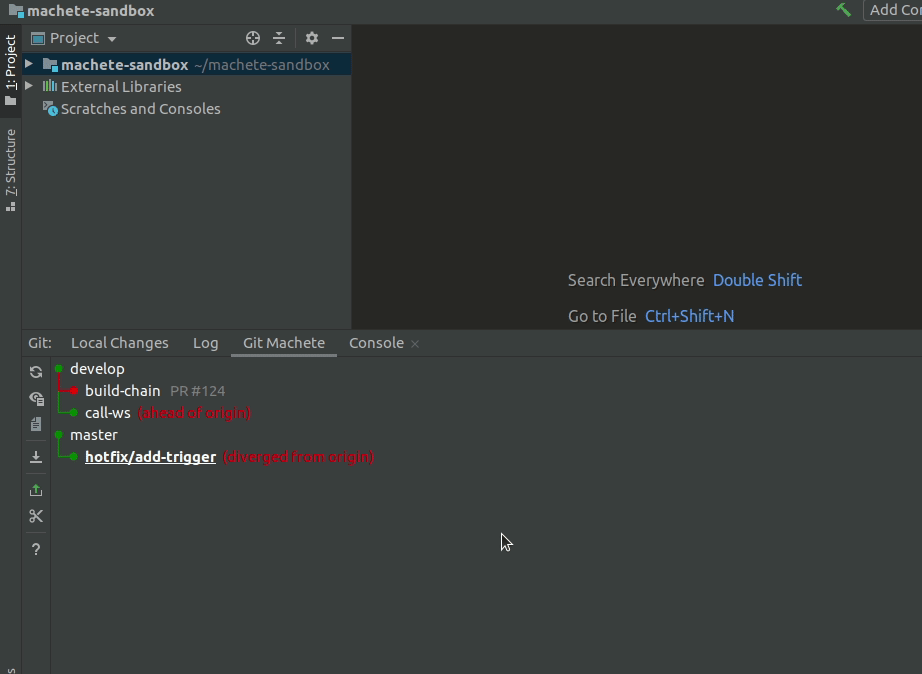 machete-sandbox
Add Con
1: Project
Project
machete-sandbox ~/machete-sandbox
External Libraries
Scratches and Consoles
7: Structure
Search Everywhere Double Shift
Go to File Ctrl+Shift+N
Git: Local Changes Log Git Machete Console
develop
build-chain PR #124
call-ws (ahead of origin)
master
hotfix/add-trigger (diverged from origin)
?